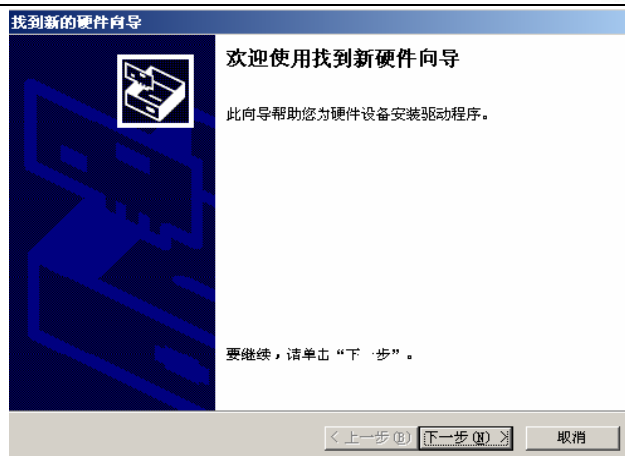 找到新的硬件向导
欢迎使用找到新硬件向导
此向导帮助您为硬件设备安装驱动程序。
要继续，请单击“下一步”。
< 上一步(B) 下一步(N) > 取消